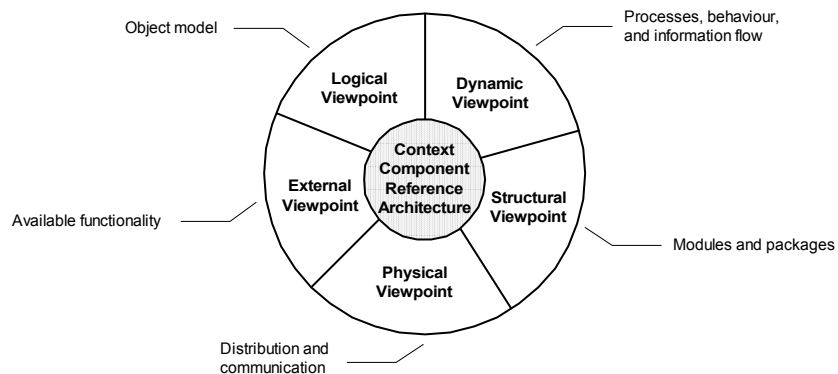 Object model
Processes, behaviour,
and information flow
Logical
Viewpoint
Dynamic
Viewpoint
Context
Component
Reference
Architecture
External
Viewpoint
Structural
Viewpoint
Available functionality
Modules and packages
Physical
Viewpoint
Distribution and
communication